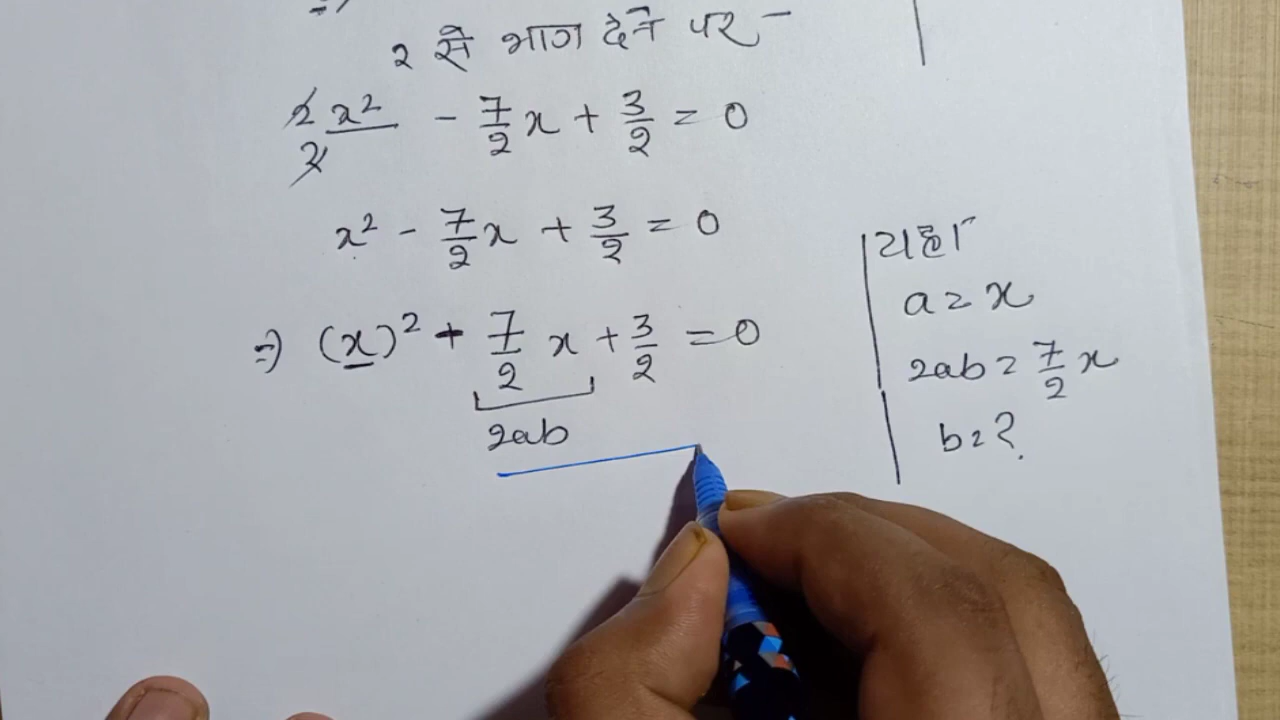 २ से भाग देने पर -
2x²/2 - 7/2 x + 3/2 = 0
x² - 7/2 x + 3/2 = 0
=) (x)² - 7/2 x + 3/2 = 0
2ab
यहाँ
a = x
2ab = 7/2 x
b = ?